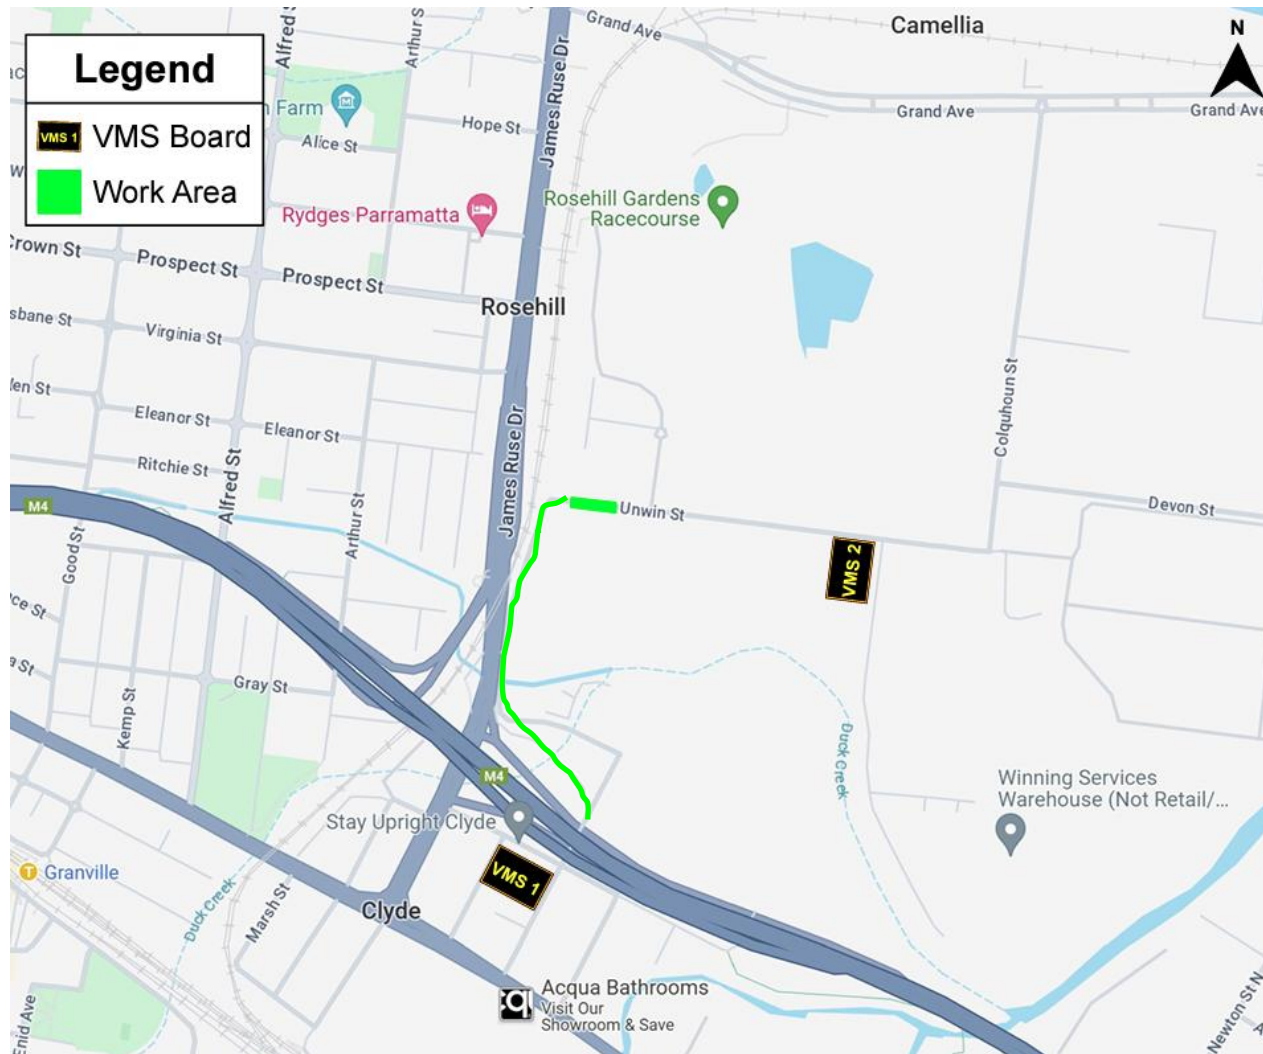 Legend
VMS 1
VMS Board
Work Area
N
Camellia
Grand Ave
Grand Ave
Grand Ave
Alfred S
Arthur S
James Ruse Dr
Farm
Alice St
Hope St
Rydges Parramatta
Rosehill Gardens
Racecourse
Crown St
Prospect St
Prospect St
Rosehill
sbane St
Virginia St
Colquhoun St
len St
Eleanor St
Eleanor St
James Ruse Dr
Ritchie St
Alfred St
M4
Arthur St
Unwin St
Devon St
Good St
VMS 2
ce St
a St
Gray St
Kemp St
Duck Creek
M4
Winning Services
Warehouse (Not Retail/...
Stay Upright Clyde
VMS 1
Granville
Duck Creek
Marsh St
Clyde
Acqua Bathrooms
Visit Our
Showroom & Save
Enid Ave
Newton St N